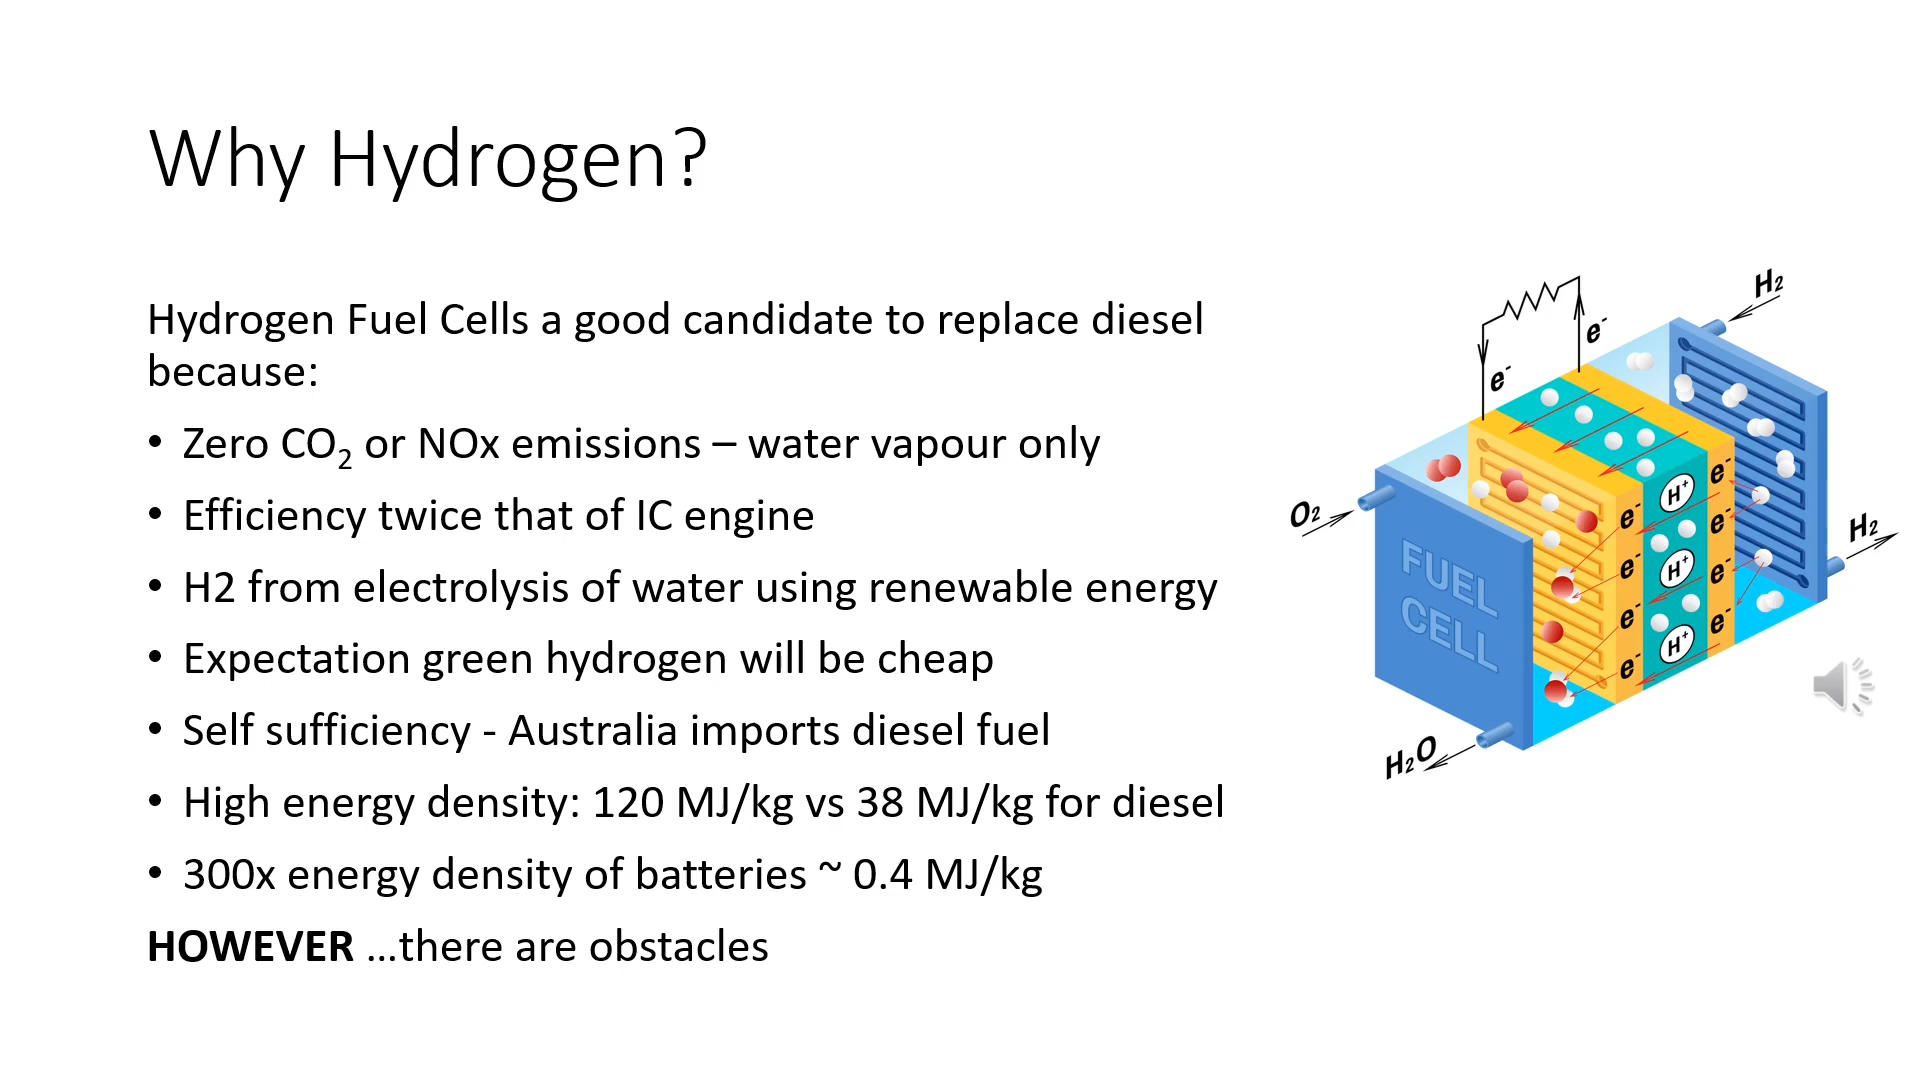 Why Hydrogen?
Hydrogen Fuel Cells a good candidate to replace diesel
because:
• Zero CO₂ or NOx emissions – water vapour only
• Efficiency twice that of IC engine
• H2 from electrolysis of water using renewable energy
• Expectation green hydrogen will be cheap
• Self sufficiency - Australia imports diesel fuel
• High energy density: 120 MJ/kg vs 38 MJ/kg for diesel
• 300x energy density of batteries ~ 0.4 MJ/kg
HOWEVER ...there are obstacles
H₂
e⁻
e⁻
O₂
H₂
FUEL
CELL
H₂O
e⁻
e⁻
e⁻
e⁻
H⁺
H⁺
H⁺
e⁻
e⁻
e⁻
e⁻